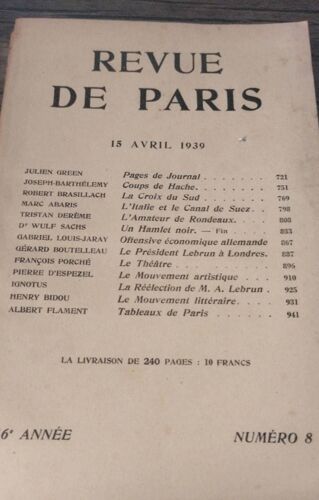 REVUE
DE PARIS
15 AVRIL 1939
JULIEN GREEN Pages de Journal . . . . . . . 721
JOSEPH-BARTHÉLEMY Coups de Hache. . . . . . . . 751
ROBERT BRASILLACH La Croix du Sud . . . . . . . 769
MARC ABARIS L'Italie et le Canal de Suez . . 798
TRISTAN DERÈME L'Amateur de Rondeaux. . . . 808
Dr WULF SACHS Un Hamlet noir. — Fin . . . . 833
GABRIEL LOUIS-JARAY Offensive économique allemande 867
GÉRARD BOUTELLEAU Le Président Lebrun à Londres. 887
FRANÇOIS PORCHÉ Le Théâtre . . . . . . . . . 896
PIERRE D'ESPEZEL Le Mouvement artistique . . . 910
IGNOTUS La Réélection de M. A. Lebrun . 925
HENRY BIDOU Le Mouvement littéraire. . . . 931
ALBERT FLAMENT Tableaux de Paris . . . . . . 941
LA LIVRAISON DE 240 PAGES : 10 FRANCS
6e ANNÉE NUMÉRO 8